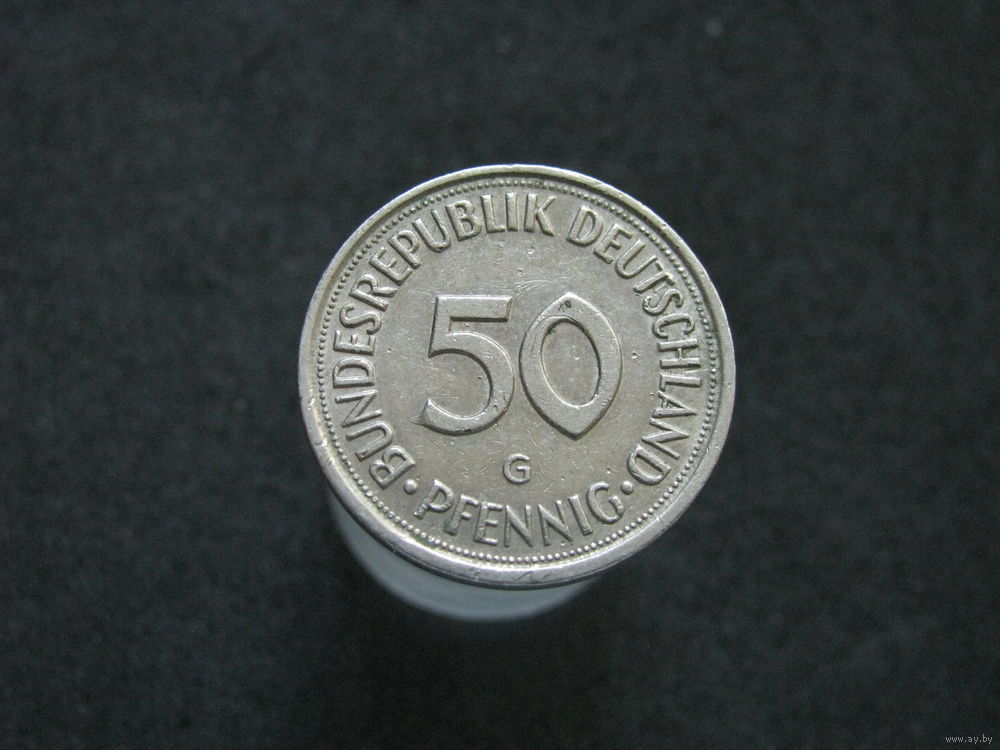 BUNDESREPUBLIK DEUTSCHLAND
50
G
· PFENNIG ·
www.ay.by